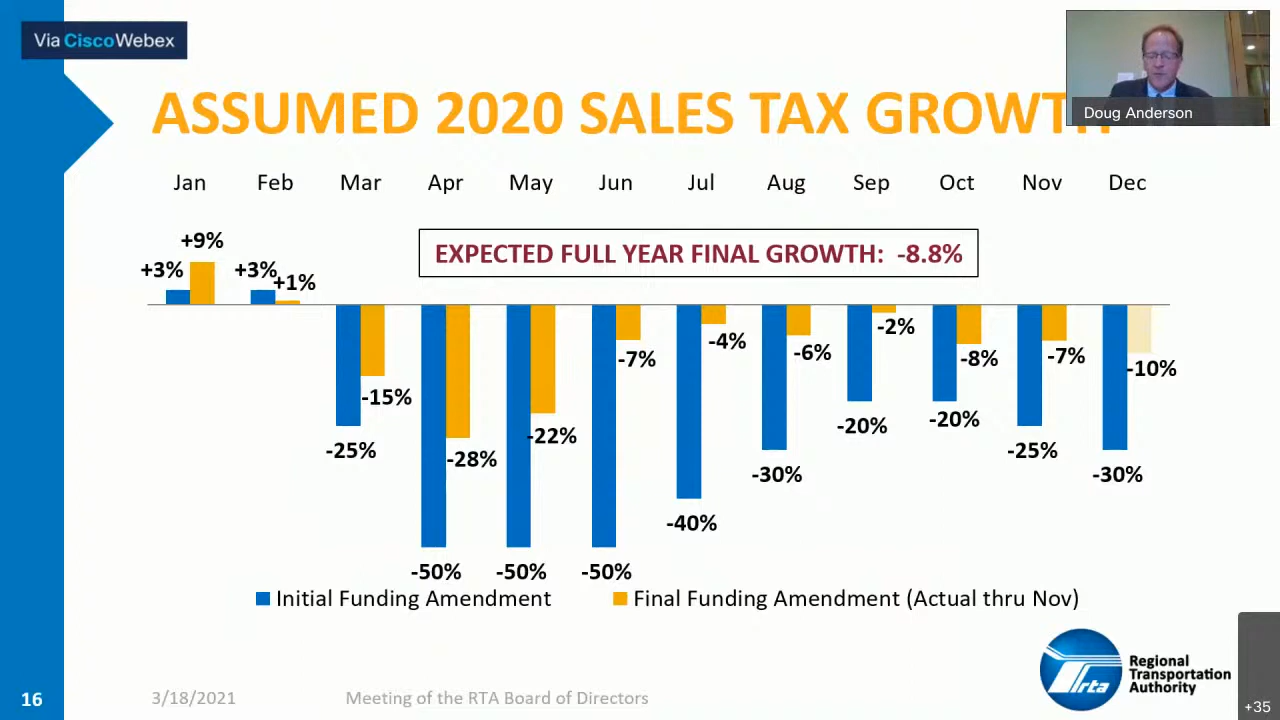 Via CiscoWebex
Doug Anderson
ASSUMED 2020 SALES TAX GROWTH
Jan Feb Mar Apr May Jun Jul Aug Sep Oct Nov Dec
EXPECTED FULL YEAR FINAL GROWTH: -8.8%
+9%
+3% +3% +1%
-2%
-7% -4% -6% -8% -7% -10%
-15%
-25% -28% -22% -20% -20% -25%
-30% -30%
-40%
-50% -50% -50%
Initial Funding Amendment Final Funding Amendment (Actual thru Nov)
rta
Regional
Transportation
Authority
16 3/18/2021 Meeting of the RTA Board of Directors
+35